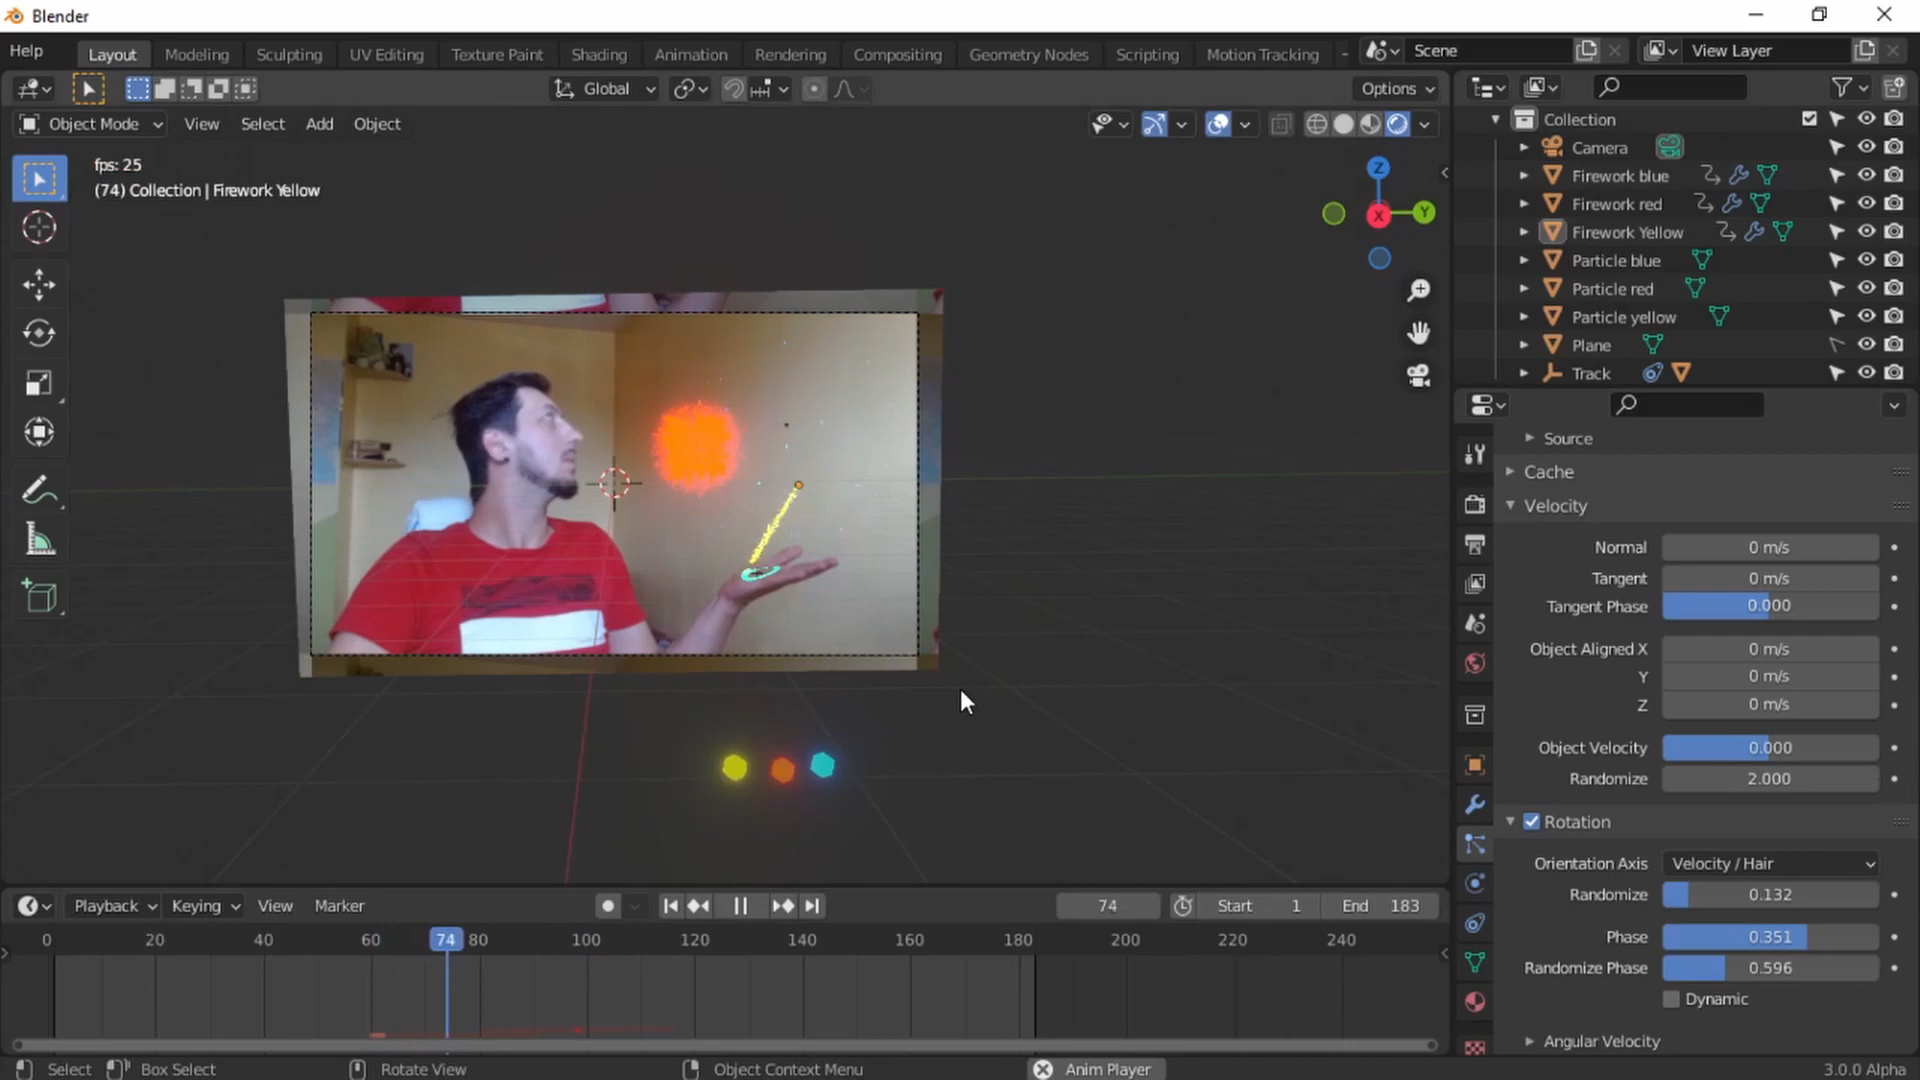 Blender
Help
Layout
Modeling
Sculpting
UV Editing
Texture Paint
Shading
Animation
Rendering
Compositing
Geometry Nodes
Scripting
Motion Tracking
Scene
View Layer
Global
Options
Object Mode
View
Select
Add
Object
fps: 25
(74) Collection | Firework Yellow
Z
X
Y
Collection
Camera
Firework blue
Firework red
Firework Yellow
Particle blue
Particle red
Particle yellow
Plane
Track
Source
Cache
Velocity
Normal 0 m/s
Tangent 0 m/s
Tangent Phase 0.000
Object Aligned X 0 m/s
Y 0 m/s
Z 0 m/s
Object Velocity 0.000
Randomize 2.000
Rotation
Orientation Axis Velocity / Hair
Randomize 0.132
Phase 0.351
Randomize Phase 0.596
Dynamic
Angular Velocity
Playback
Keying
View
Marker
74
Start 1
End 183
0 20 40 60 74 80 100 120 140 160 180 200 220 240
Select
Box Select
Rotate View
Object Context Menu
Anim Player
3.0.0 Alpha